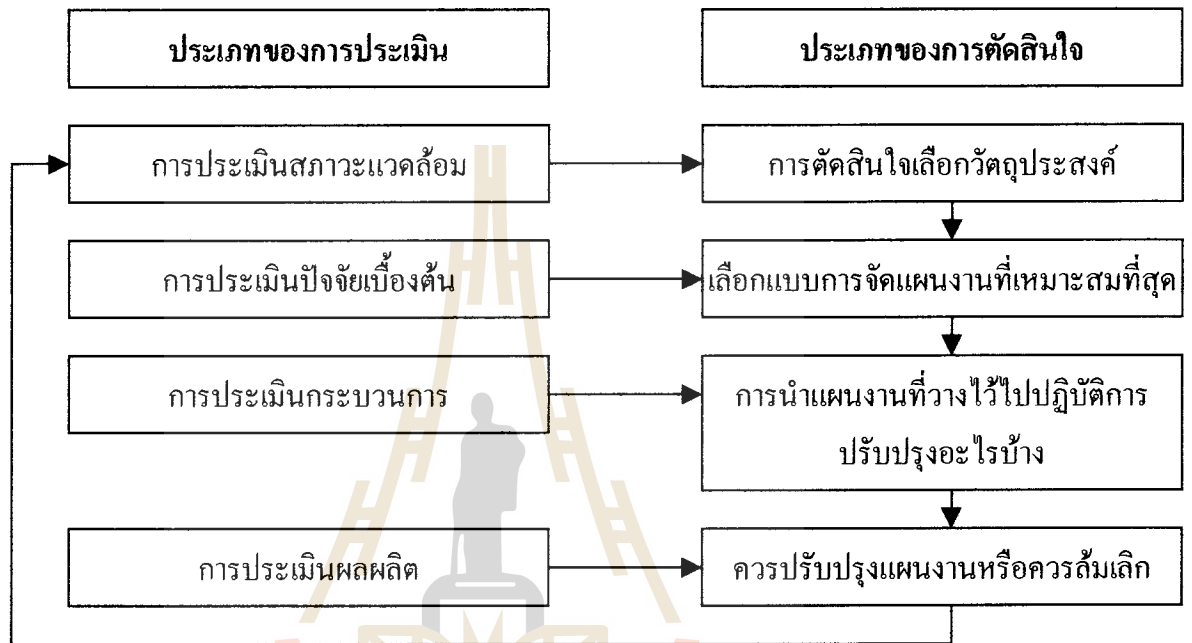 ประเภทของการประเมิน
ประเภทของการตัดสินใจ
การประเมินสภาวะแวดล้อม
การตัดสินใจเลือกวัตถุประสงค์
การประเมินปัจจัยเบื้องต้น
เลือกแบบการจัดแผนงานที่เหมาะสมที่สุด
การประเมินกระบวนการ
การนำแผนงานที่วางไว้ไปปฏิบัติการ
ปรับปรุงอะไรบ้าง
การประเมินผลผลิต
ควรปรับปรุงแผนงานหรือควรล้มเลิก